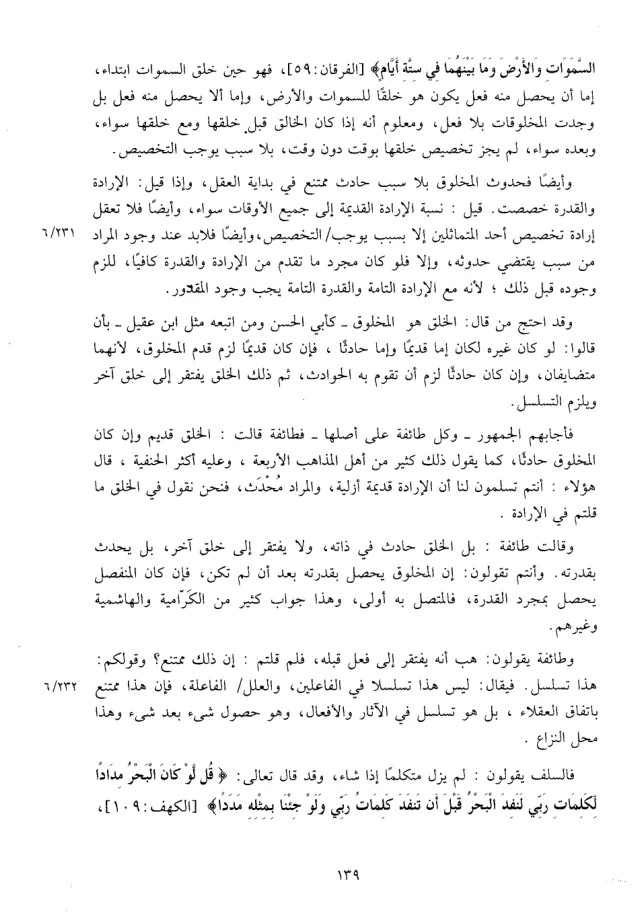 السَّمَوَاتِ وَالأَرْضَ وَمَا بَيْنَهُمَا فِي سِتَّةِ أَيَّامٍ﴾ [الفرقان:٥٩]، فهو حين خلق السموات ابتداء،
إما أن يحصل منه فعل يكون هو خلقًا للسموات والأرض، وإما ألا يحصل منه فعل بل
وجدت المخلوقات بلا فعل، ومعلوم أنه إذا كان الخالق قبل خلقها ومع خلقها سواء،
وبعده سواء، لم يجز تخصيص خلقها بوقت دون وقت، بلا سبب يوجب التخصيص.
وأيضًا فحدوث المخلوق بلا سبب حادث ممتنع في بداية العقل، وإذا قيل: الإرادة
والقدرة خصصت. قيل : نسبة الإرادة القديمة إلى جميع الأوقات سواء، وأيضًا فلا تعقل
٦/٢٣١ إرادة تخصيص أحد المتماثلين إلا بسبب يوجب/ التخصيص، وأيضًا فلابد عند وجود المراد
من سبب يقتضي حدوثه، وإلا فلو كان مجرد ما تقدم من الإرادة والقدرة كافيًا، للزم
وجوده قبل ذلك ؛ لأنه مع الإرادة التامة والقدرة التامة يجب وجود المقدور.
وقد احتج من قال: الخلق هو المخلوق ـ كأبي الحسن ومن اتبعه مثل ابن عقيل ـ بأن
قالوا: لو كان غيره لكان إما قديمًا وإما حادثًا ، فإن كان قديمًا لزم قدم المخلوق، لأنهما
متضايفان، وإن كان حادثًا لزم أن تقوم به الحوادث، ثم ذلك الخلق يفتقر إلى خلق آخر
ويلزم التسلسل.
فأجابهم الجمهور ـ وكل طائفة على أصلها ـ فطائفة قالت : الخلق قديم وإن كان
المخلوق حادثًا، كما يقول ذلك كثير من أهل المذاهب الأربعة ، وعليه أكثر الحنفية ، قال
هؤلاء : أنتم تسلمون لنا أن الإرادة قديمة أزلية، والمراد مُحْدَث، فنحن نقول في الخلق ما
قلتم في الإرادة .
وقالت طائفة : بل الخلق حادث في ذاته، ولا يفتقر إلى خلق آخر، بل يحدث
بقدرته. وأنتم تقولون: إن المخلوق يحصل بقدرته بعد أن لم تكن، فإن كان المنفصل
يحصل بمجرد القدرة، فالمتصل به أولى، وهذا جواب كثير من الكَرَّامية والهاشمية
وغيرهم.
وطائفة يقولون: هب أنه يفتقر إلى فعل قبله، فلم قلتم : إن ذلك ممتنع؟ وقولكم:
٦/٢٣٢ هذا تسلسل. فيقال: ليس هذا تسلسلا في الفاعلين، والعلل/ الفاعلة، فإن هذا ممتنع
باتفاق العقلاء ، بل هو تسلسل في الآثار والأفعال، وهو حصول شيء بعد شيء وهذا
محل النزاع .
فالسلف يقولون : لم يزل متكلمًا إذا شاء، وقد قال تعالى: ﴿ قُل لَّوْ كَانَ الْبَحْرُ مِدَادًا
لِّكَلِمَاتِ رَبِّي لَنَفِدَ الْبَحْرُ قَبْلَ أَن تَنفَدَ كَلِمَاتُ رَبِّي وَلَوْ جِئْنَا بِمِثْلِهِ مَدَدًا﴾ [الكهف:١٠٩]،
١٣٩